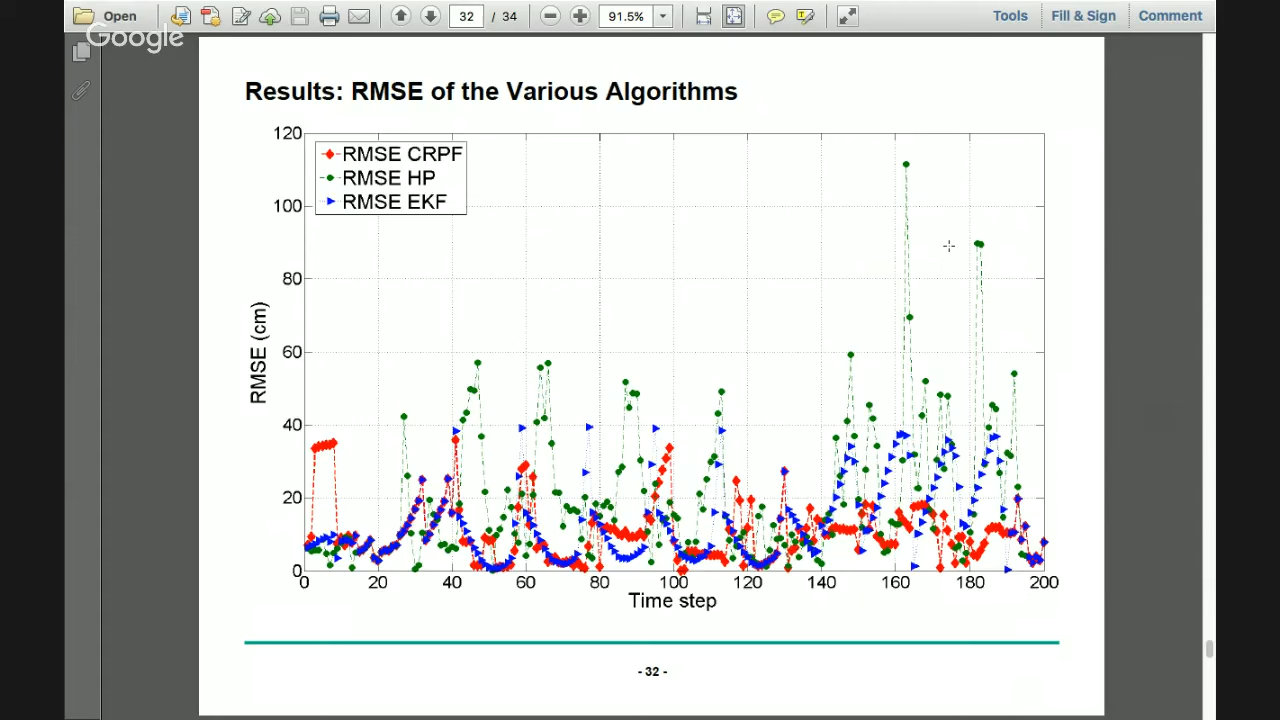 Open
32 / 34
91.5%
Tools
Fill & Sign
Comment
Google
Results: RMSE of the Various Algorithms
120
100
80
60
40
20
0
RMSE CRPF
RMSE HP
RMSE EKF
RMSE (cm)
0 20 40 60 80 100 120 140 160 180 200
Time step
- 32 -